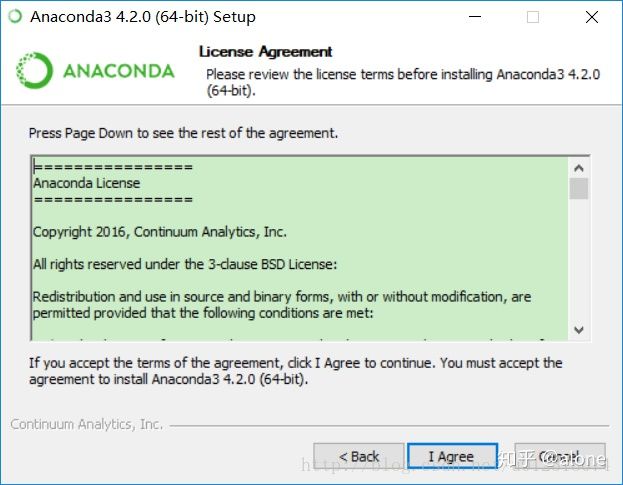 Anaconda3 4.2.0 (64-bit) Setup
License Agreement
Please review the license terms before installing Anaconda3 4.2.0
(64-bit).
ANACONDA
Press Page Down to see the rest of the agreement.
================
Anaconda License
================
Copyright 2016, Continuum Analytics, Inc.
All rights reserved under the 3-clause BSD License:
Redistribution and use in source and binary forms, with or without modification, are
permitted provided that the following conditions are met:
If you accept the terms of the agreement, click I Agree to continue. You must accept the
agreement to install Anaconda3 4.2.0 (64-bit).
Continuum Analytics, Inc.
< Back
I Agree
Cancel
知乎 @aione